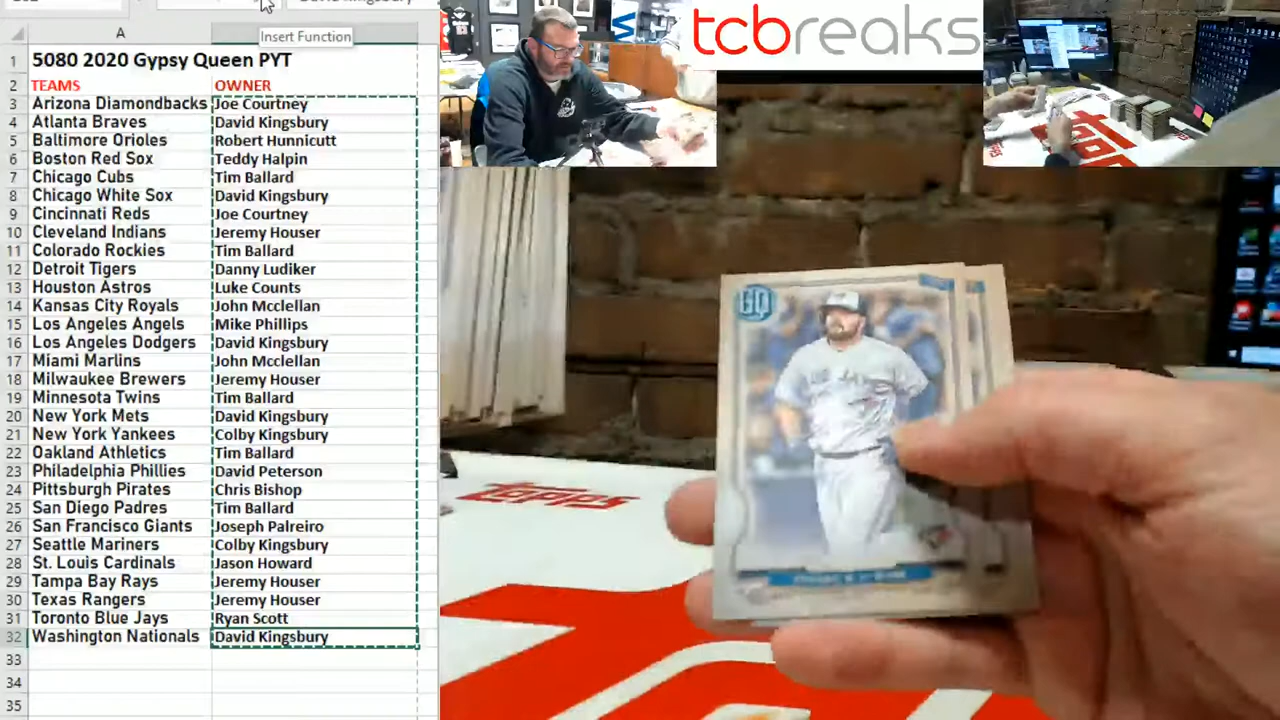 Insert Function
A
1 5080 2020 Gypsy Queen PYT
2 TEAMS OWNER
3 Arizona Diamondbacks Joe Courtney
4 Atlanta Braves David Kingsbury
5 Baltimore Orioles Robert Hunnicutt
6 Boston Red Sox Teddy Halpin
7 Chicago Cubs Tim Ballard
8 Chicago White Sox David Kingsbury
9 Cincinnati Reds Joe Courtney
10 Cleveland Indians Jeremy Houser
11 Colorado Rockies Tim Ballard
12 Detroit Tigers Danny Ludiker
13 Houston Astros Luke Counts
14 Kansas City Royals John Mcclellan
15 Los Angeles Angels Mike Phillips
16 Los Angeles Dodgers David Kingsbury
17 Miami Marlins John Mcclellan
18 Milwaukee Brewers Jeremy Houser
19 Minnesota Twins Tim Ballard
20 New York Mets David Kingsbury
21 New York Yankees Colby Kingsbury
22 Oakland Athletics Tim Ballard
23 Philadelphia Phillies David Peterson
24 Pittsburgh Pirates Chris Bishop
25 San Diego Padres Tim Ballard
26 San Francisco Giants Joseph Palreiro
27 Seattle Mariners Colby Kingsbury
28 St. Louis Cardinals Jason Howard
29 Tampa Bay Rays Jeremy Houser
30 Texas Rangers Jeremy Houser
31 Toronto Blue Jays Ryan Scott
32 Washington Nationals David Kingsbury
33
34
35
tcbreaks
topps
GQ
topps